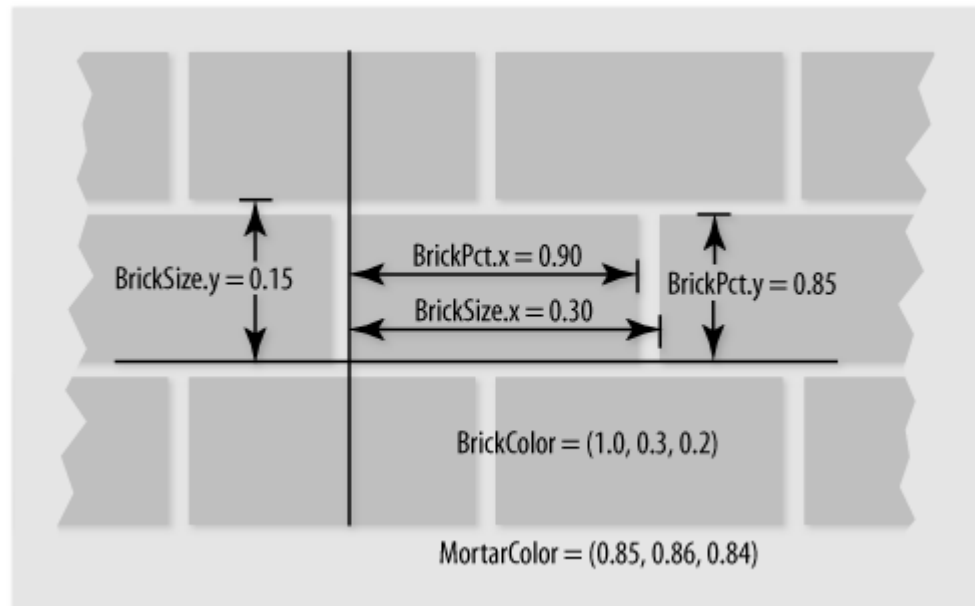 BrickPct.x = 0.90
BrickSize.y = 0.15
BrickPct.y = 0.85
BrickSize.x = 0.30
BrickColor = (1.0, 0.3, 0.2)
MortarColor = (0.85, 0.86, 0.84)